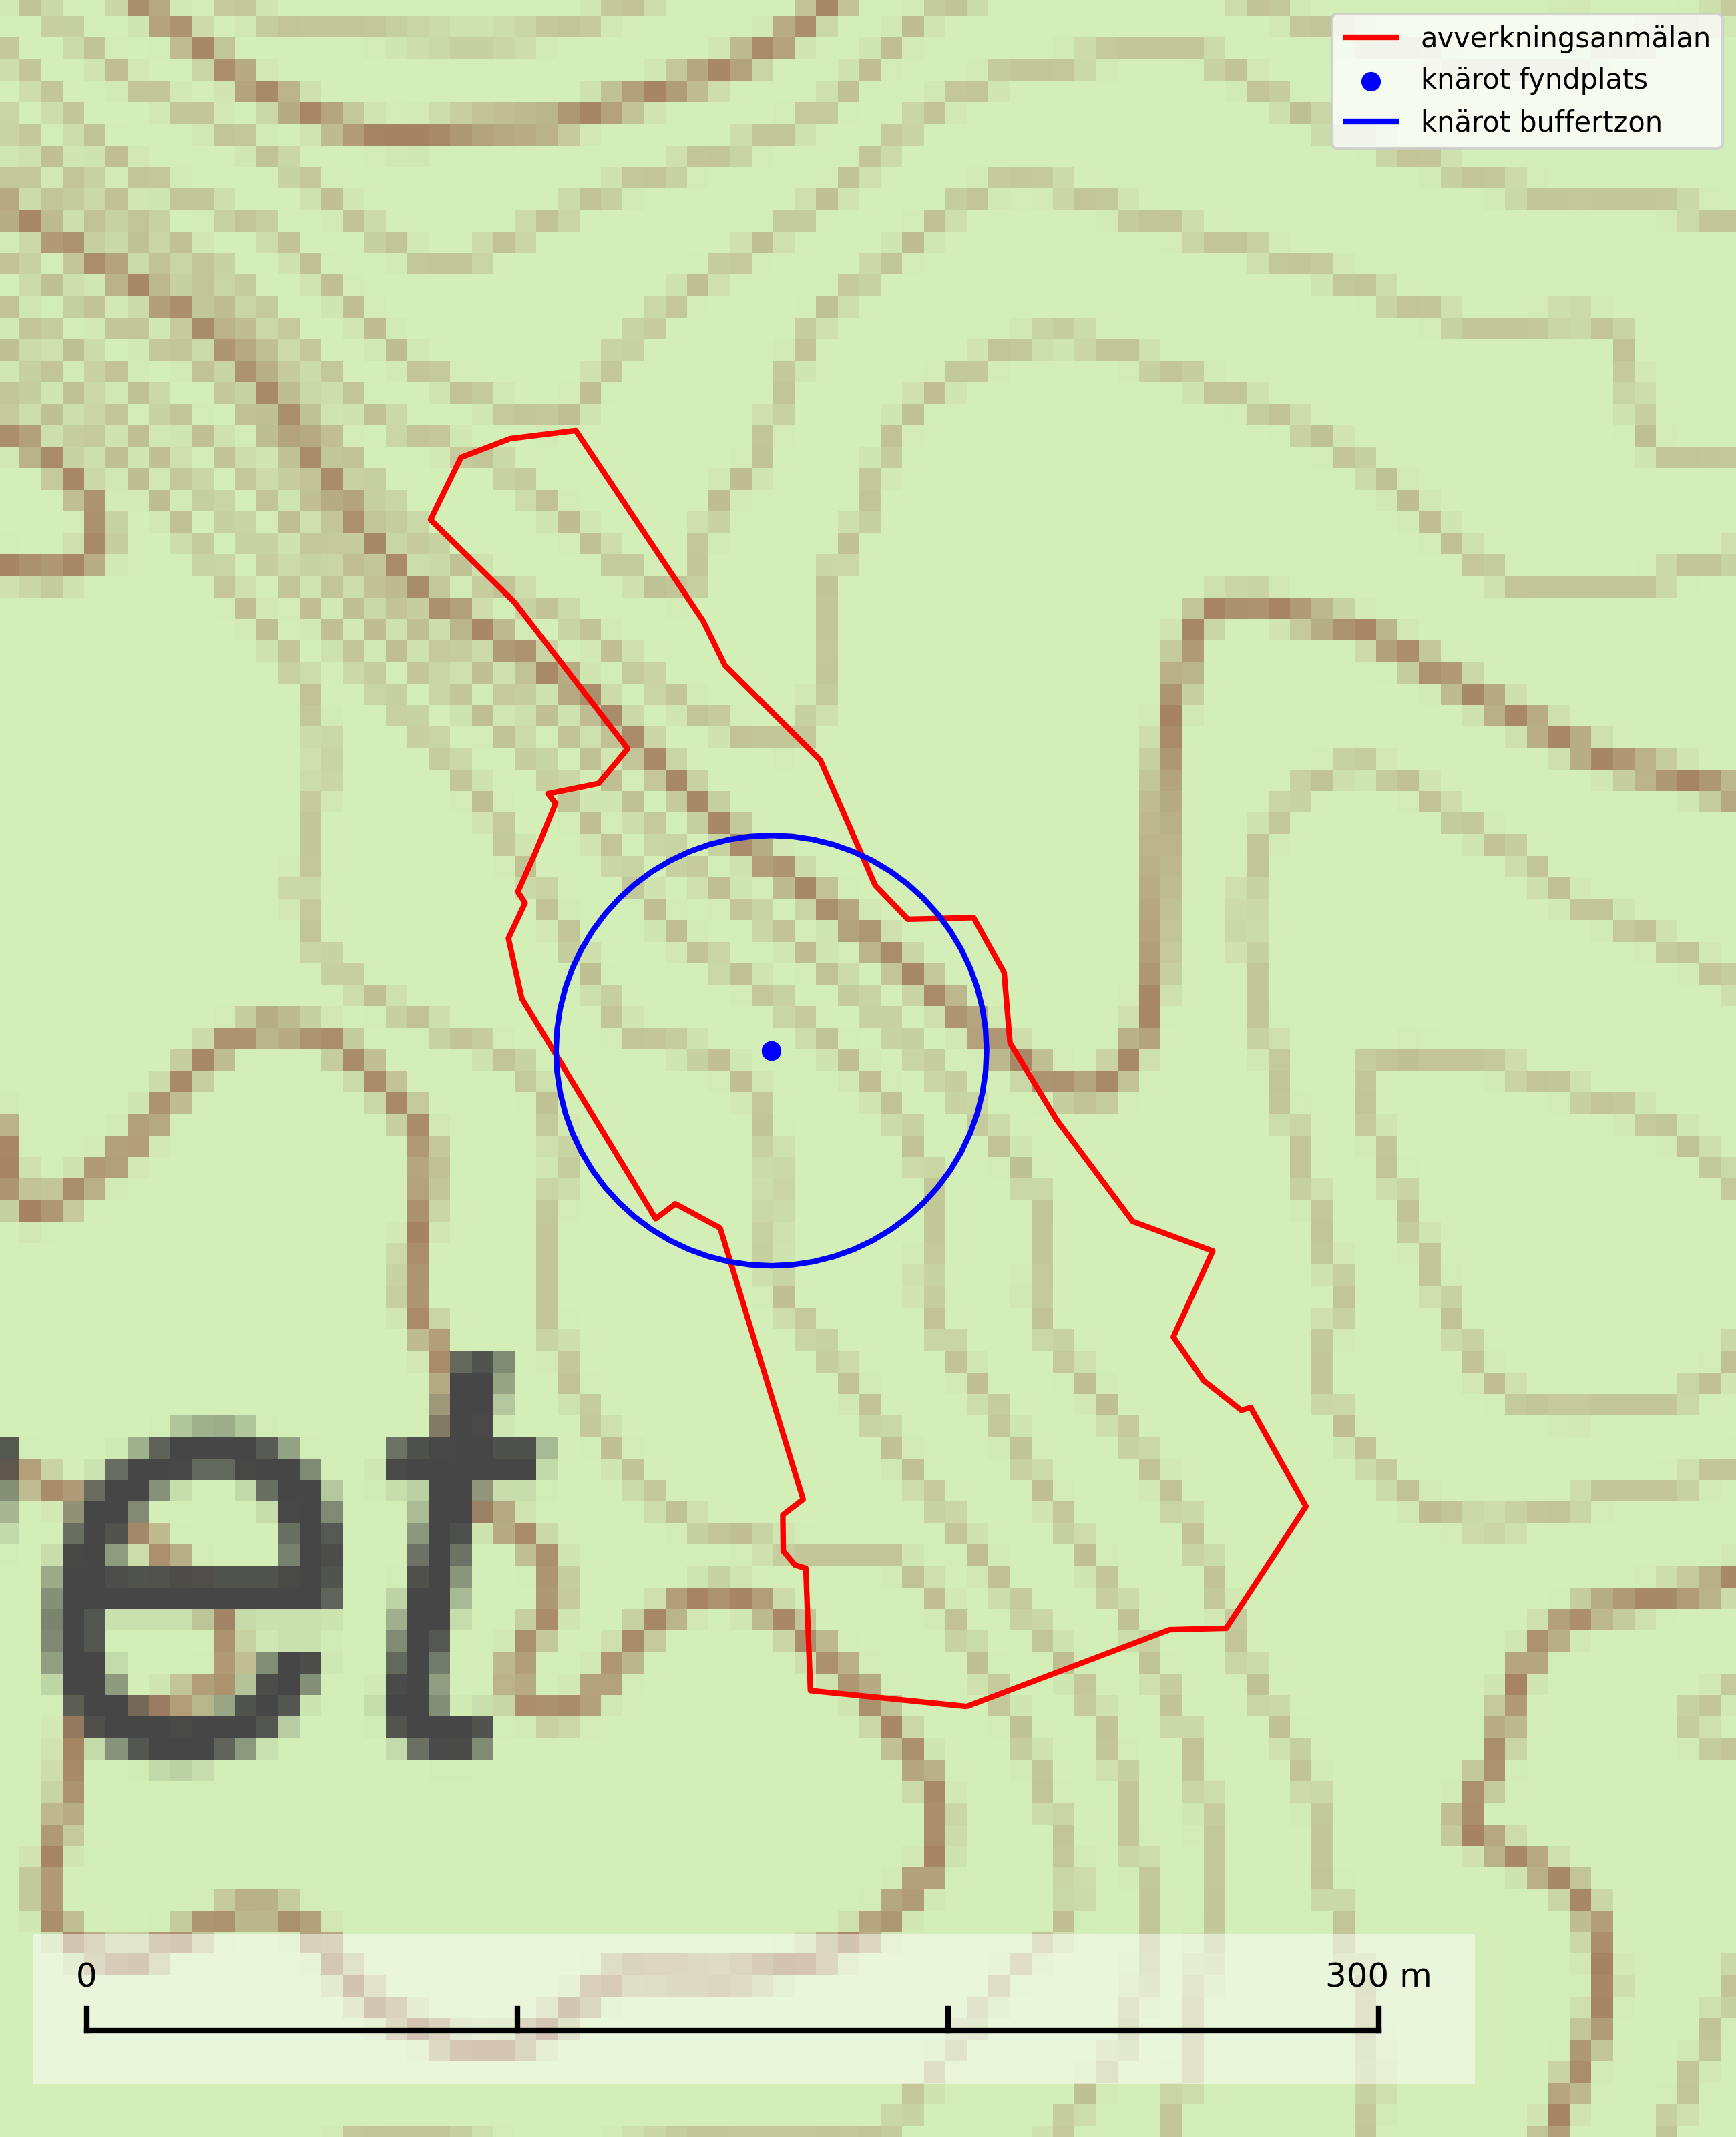 avverkningsanmälan
knärot fyndplats
knärot buffertzon
et
0 300 m